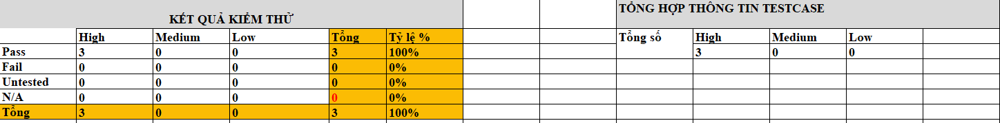 KẾT QUẢ KIỂM THỬ
TỔNG HỢP THÔNG TIN TESTCASE
High Medium Low Tổng Tỷ lệ % Tổng số High Medium Low
Pass 3 0 0 3 100% 3 0 0
Fail 0 0 0 0 0%
Untested 0 0 0 0 0%
N/A 0 0 0 0 0%
Tổng 3 0 0 3 100%